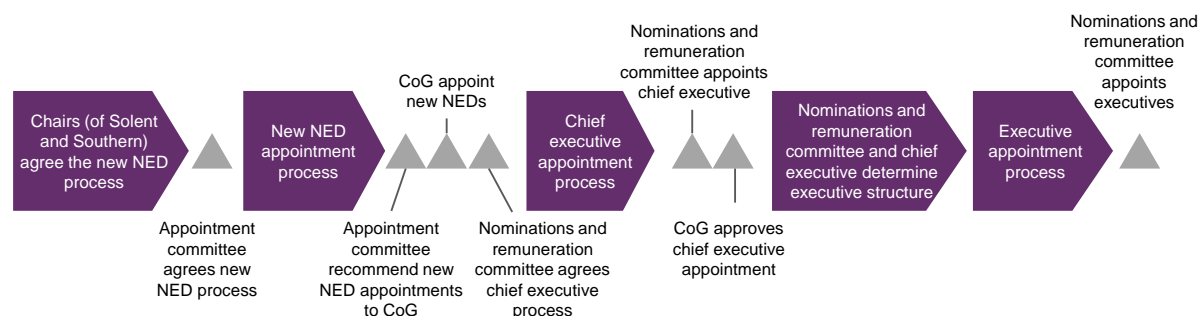 Chairs (of Solent
and Southern)
agree the new NED
process
Appointment
committee
agrees new
NED process
New NED
appointment
process
Appointment
committee
recommend new
NED appointments
to CoG
CoG appoint
new NEDs
Nominations and
remuneration
committee agrees
chief executive
process
Chief
executive
appointment
process
Nominations and
remuneration
committee appoints
chief executive
CoG approves
chief executive
appointment
Nominations and
remuneration
committee and chief
executive determine
executive structure
Executive
appointment
process
Nominations and
remuneration
committee
appoints
executives